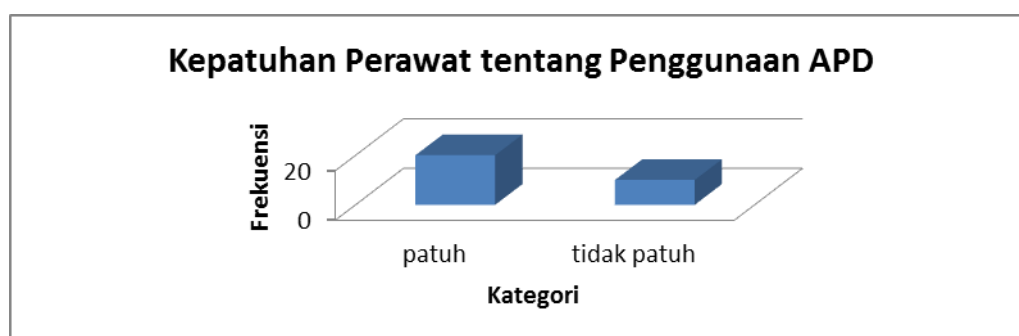 Kepatuhan Perawat tentang Penggunaan APD
Frekuensi
20
0
patuh
tidak patuh
Kategori